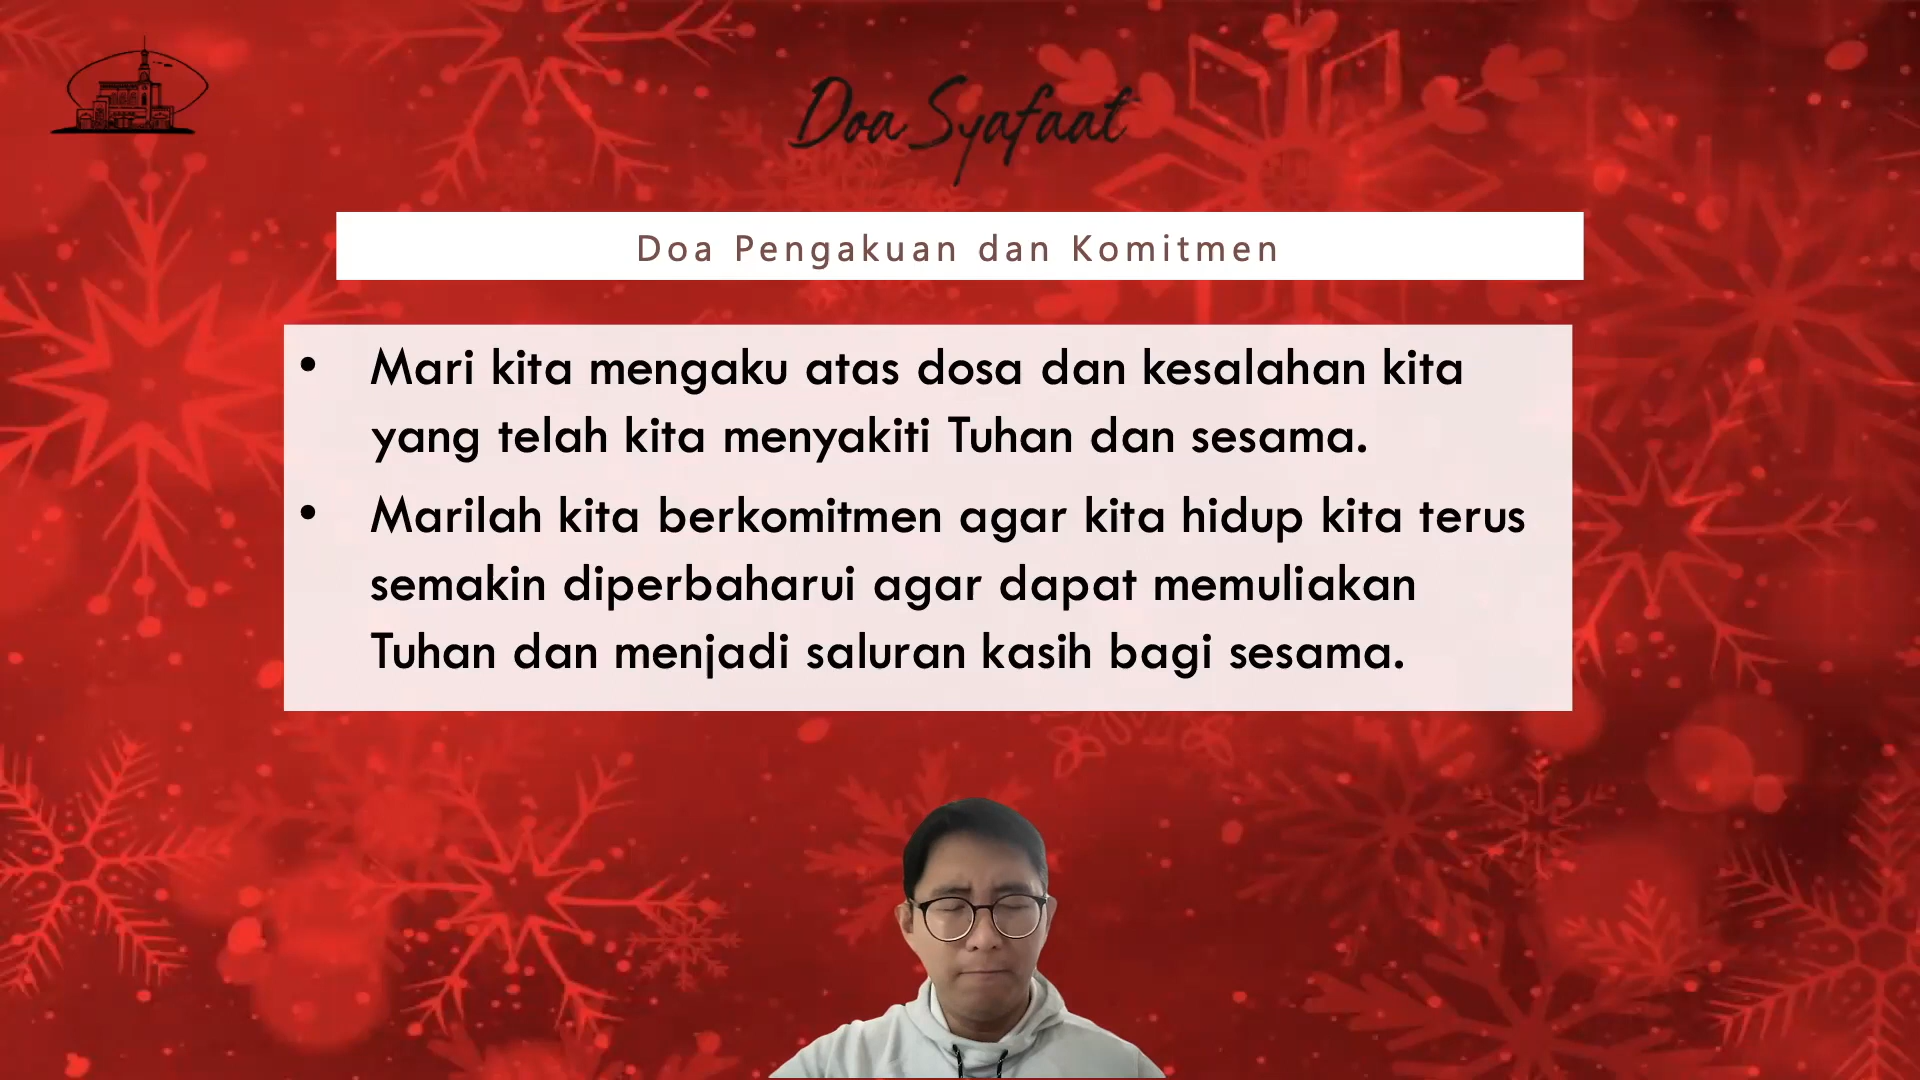 Doa Syafaat
Doa Pengakuan dan Komitmen
• Mari kita mengaku atas dosa dan kesalahan kita
yang telah kita menyakiti Tuhan dan sesama.
• Marilah kita berkomitmen agar kita hidup kita terus
semakin diperbaharui agar dapat memuliakan
Tuhan dan menjadi saluran kasih bagi sesama.